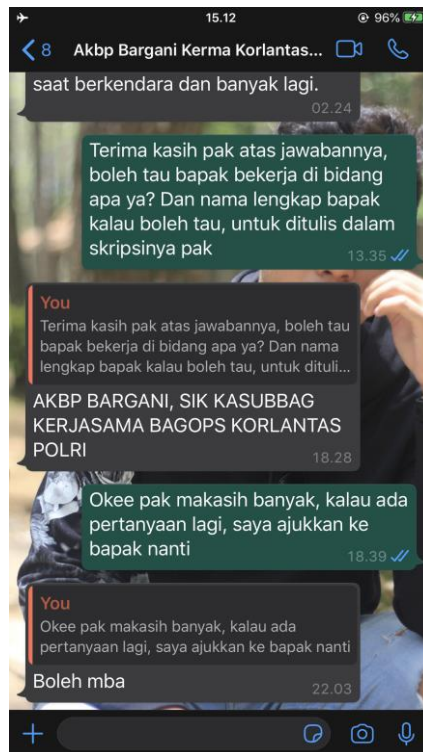 15.12
96%
8
Akbp Bargani Kerma Korlantas...
saat berkendara dan banyak lagi.
02.24
Terima kasih pak atas jawabannya,
boleh tau bapak bekerja di bidang
apa ya? Dan nama lengkap bapak
kalau boleh tau, untuk ditulis dalam
skripsinya pak
13.35
You
Terima kasih pak atas jawabannya, boleh tau
bapak bekerja di bidang apa ya? Dan nama
lengkap bapak kalau boleh tau, untuk dituli...
AKBP BARGANI, SIK KASUBBAG
KERJASAMA BAGOPS KORLANTAS
POLRI
18.28
Okee pak makasih banyak, kalau ada
pertanyaan lagi, saya ajukkan ke
bapak nanti
18.39
You
Okee pak makasih banyak, kalau ada
pertanyaan lagi, saya ajukkan ke bapak nanti
Boleh mba
22.03